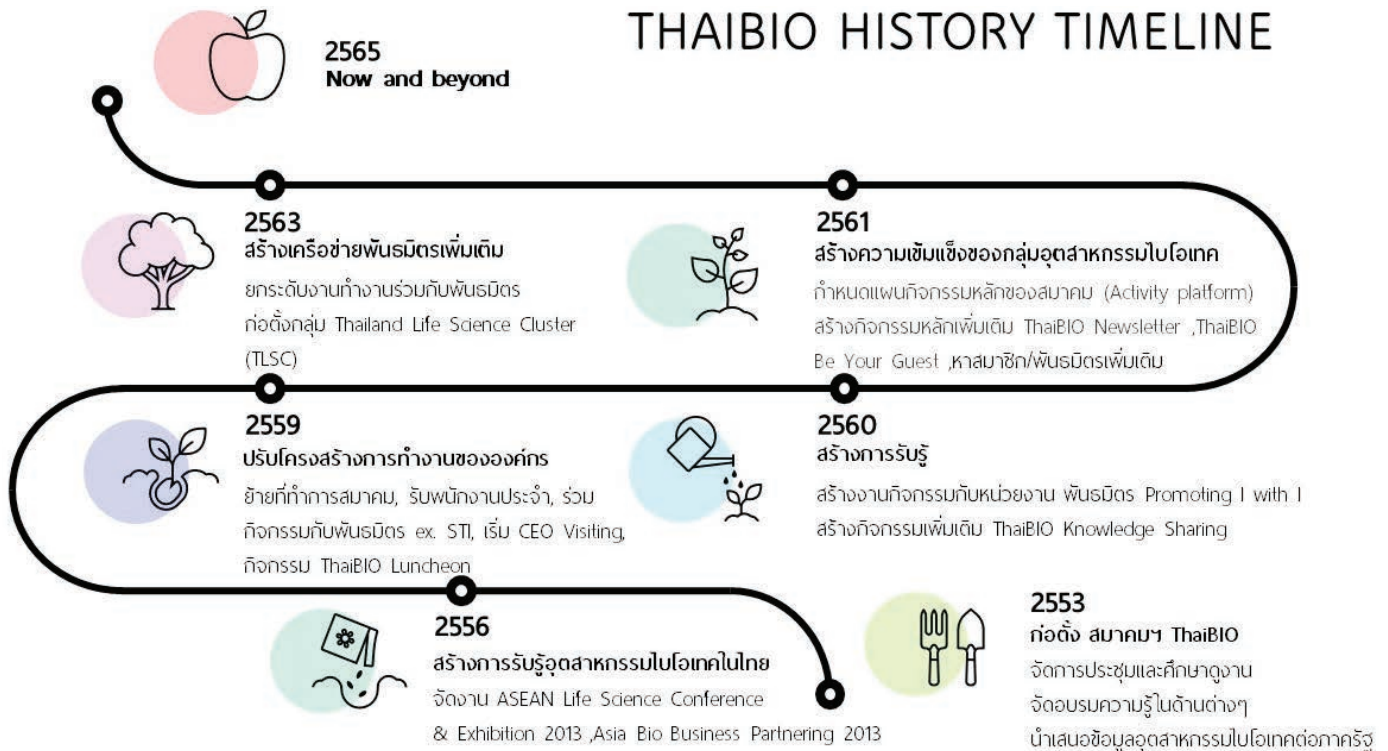 THAIBIO HISTORY TIMELINE
2565
Now and beyond
2563
สร้างเครือข่ายพันธมิตรเพิ่มเติม
ยกระดับงานทำงานร่วมกับพันธมิตร
ก่อตั้งกลุ่ม Thailand Life Science Cluster
(TLSC)
2561
สร้างความเข้มแข็งของกลุ่มอุตสาหกรรมไบโอเทค
กำหนดแผนกิจกรรมหลักของสมาคม (Activity platform)
สร้างกิจกรรมหลักเพิ่มเติม ThaiBIO Newsletter ,ThaiBIO
Be Your Guest ,หาสมาชิก/พันธมิตรเพิ่มเติม
2559
ปรับโครงสร้างการทำงานขององค์กร
ย้ายที่ทำการสมาคม, รับพนักงานประจำ, ร่วม
กิจกรรมกับพันธมิตร ex. STI, เริ่ม CEO Visiting,
กิจกรรม ThaiBIO Luncheon
2560
สร้างการรับรู้
สร้างงานกิจกรรมกับหน่วยงาน พันธมิตร Promoting I with I
สร้างกิจกรรมเพิ่มเติม ThaiBIO Knowledge Sharing
2556
สร้างการรับรู้อุตสาหกรรมไบโอเทคในไทย
จัดงาน ASEAN Life Science Conference
& Exhibition 2013 ,Asia Bio Business Partnering 2013
2553
ก่อตั้ง สมาคมฯ ThaiBIO
จัดการประชุมและศึกษาดูงาน
จัดอบรมความรู้ในด้านต่างๆ
นำเสนอข้อมูลอุตสาหกรรมไบโอเทคต่อภาครัฐ